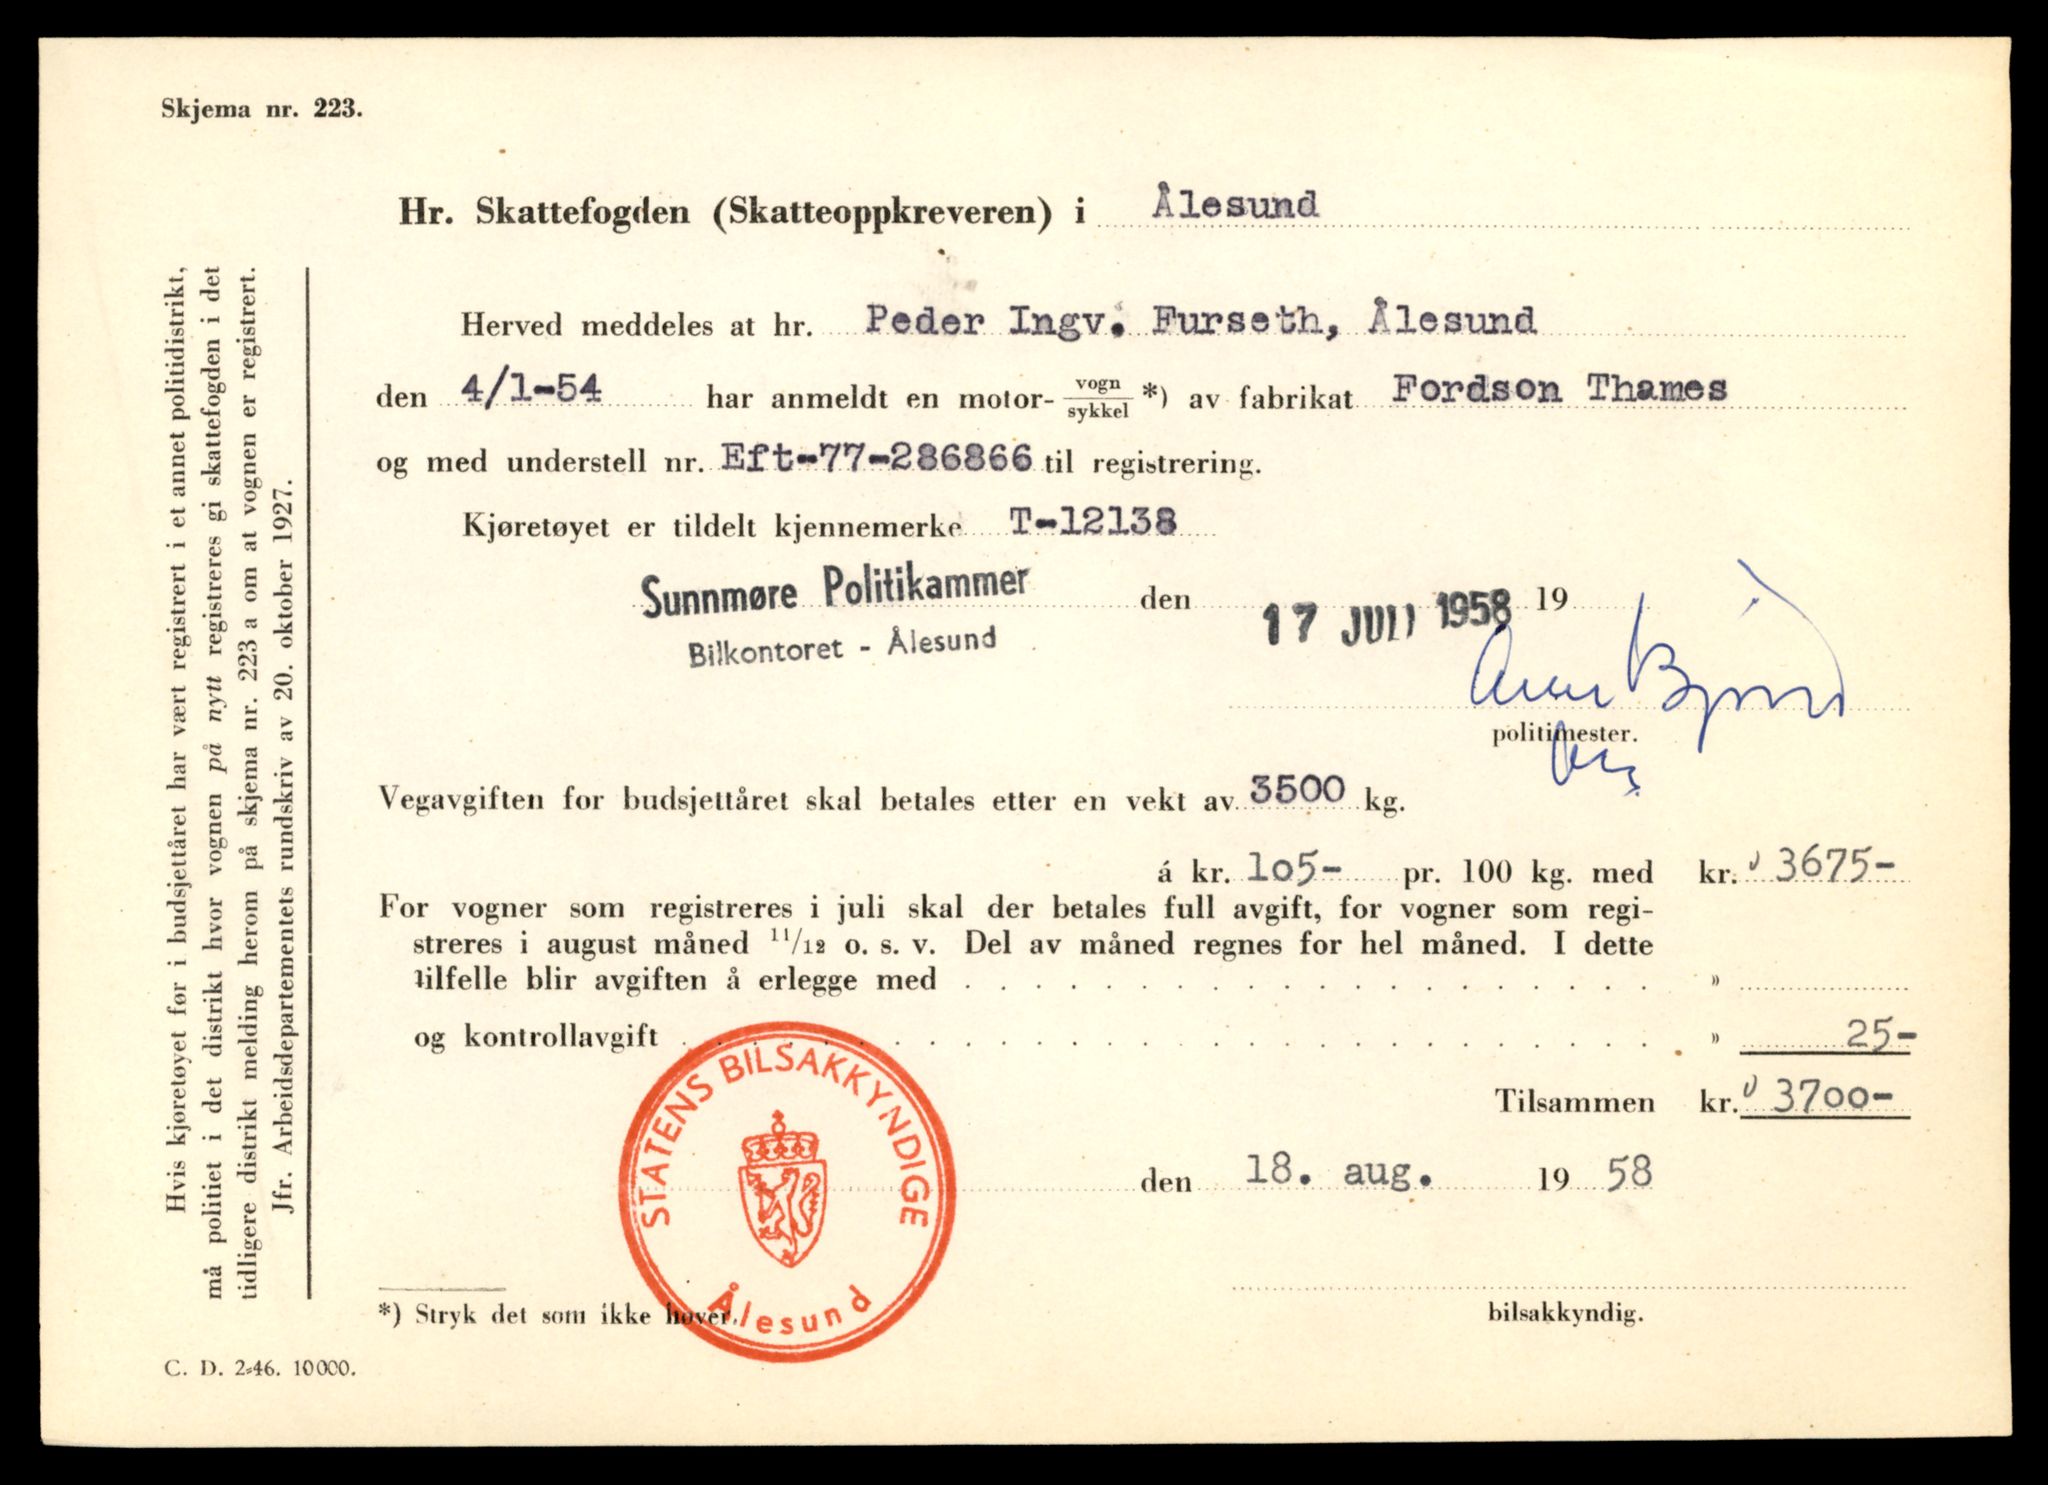 Skjema nr. 223.
Hr. Skattefogden (Skatteoppkreveren) i Ålesund
Herved meddeles at hr. Peder Ingv. Furseth, Ålesund
den 4/1-54 har anmeldt en motor- vogn/sykkel *) av fabrikat Fordson Thames
og med understell nr. Eft-77-286866 til registrering.
Kjøretøyet er tildelt kjennemerke T-12138
Sunnmøre Politikammer den 17 JULI 1958 19
Bilkontoret - Ålesund
politimester.
Vegavgiften for budsjettåret skal betales etter en vekt av 3500 kg.
á kr. 105- pr. 100 kg. med kr. 3675-
For vogner som registreres i juli skal der betales full avgift, for vogner som regi-
streres i august måned 11/12 o. s. v. Del av måned regnes for hel måned. I dette
tilfelle blir avgiften å erlegge med . . . . . . . . . . . . . . . . . »
og kontrollavgift . . . . . . . . . . . . . . . . . . . . . . . . » 25-
Tilsammen kr. 3700-
den 18. aug. 19 58
STATENS BILSAKKYNDIGE
Ålesund
bilsakkyndig.
*) Stryk det som ikke høver.
C. D. 2-46. 10000.
Hvis kjøretøyet før i budsjettåret har vært registrert i et annet politidistrikt,
må politiet i det distrikt hvor vognen på nytt registreres gi skattefogden i det
tidligere distrikt melding herom på skjema nr. 223 a om at vognen er registrert.
Jfr. Arbeidsdepartementets rundskriv av 20. oktober 1927.